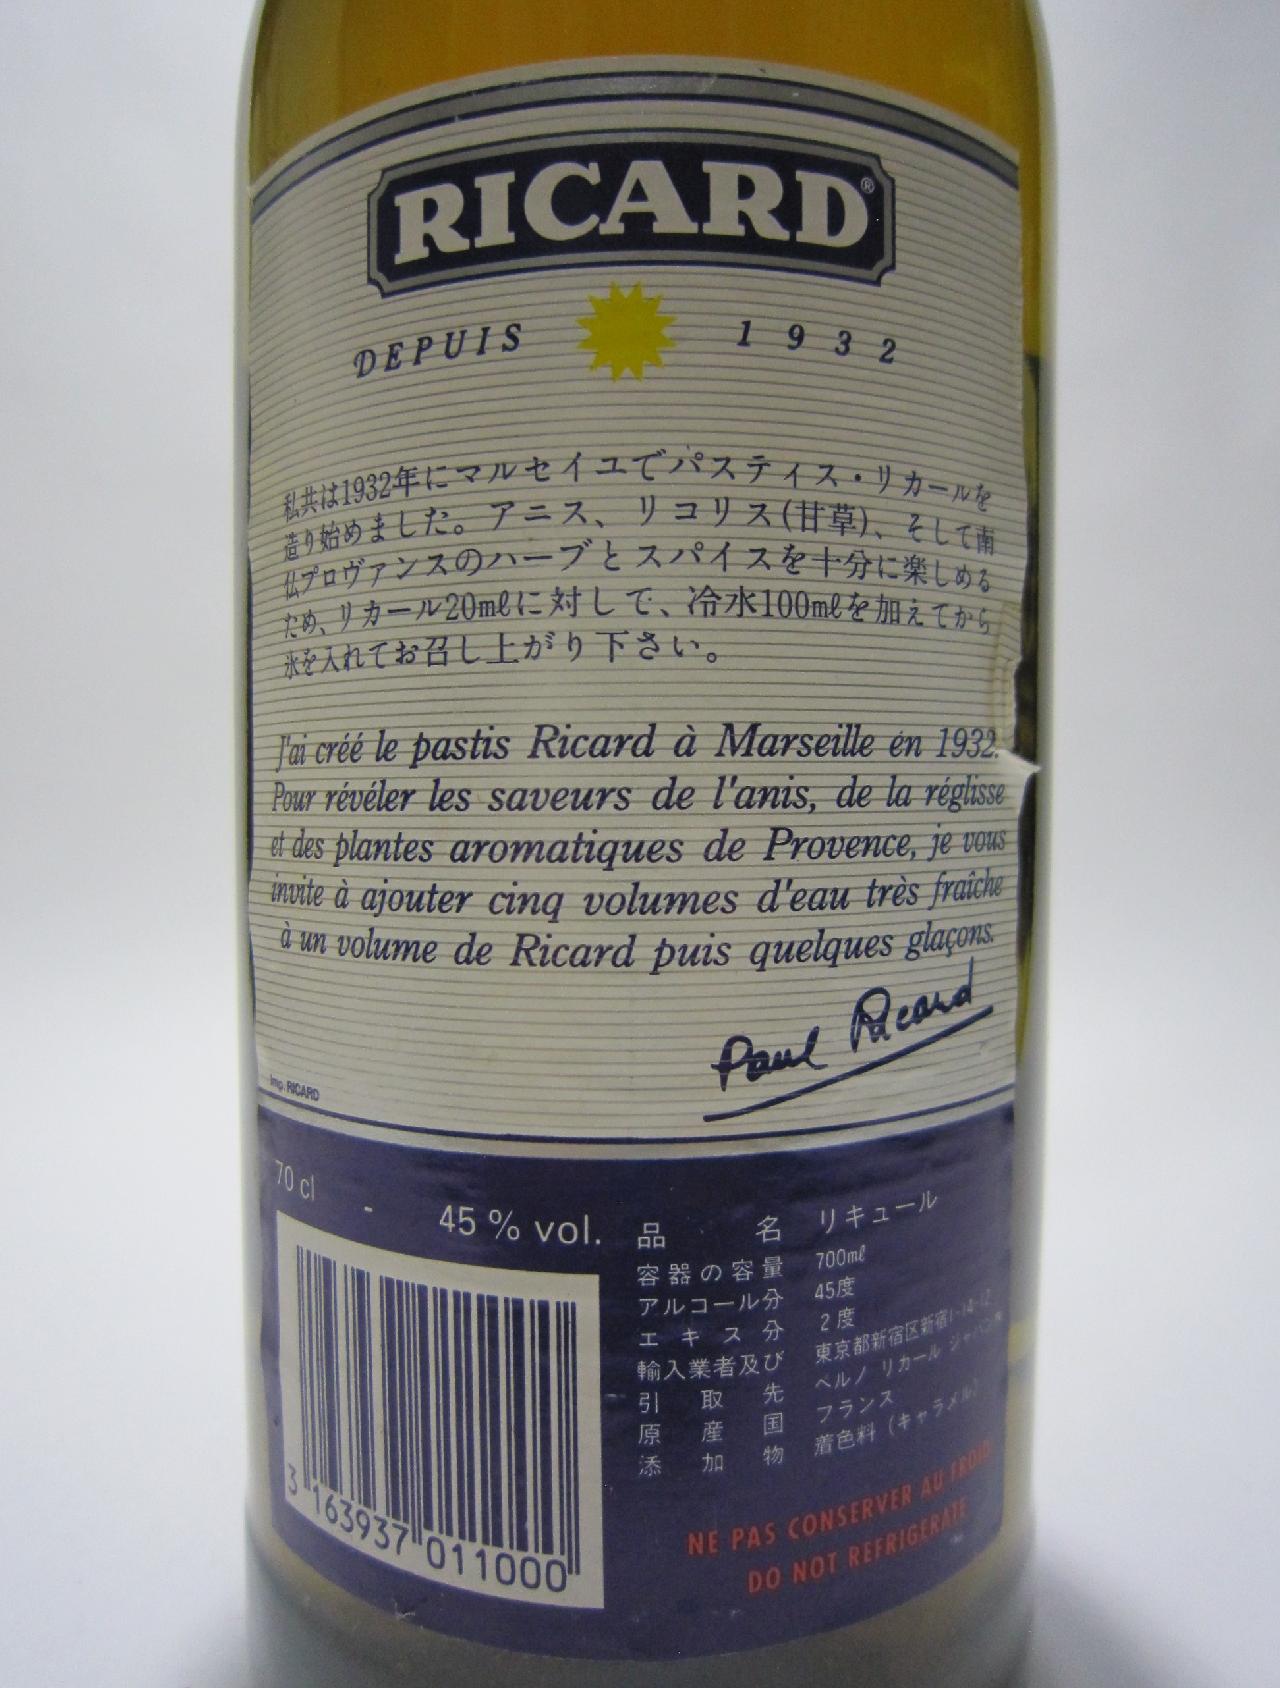 RICARD®
DEPUIS 1932
私共は1932年にマルセイユでパスティス・リカールを
造り始めました。アニス、リコリス(甘草)、そして南
仏プロヴァンスのハーブとスパイスを十分に楽しめる
ため、リカール20mlに対して、冷水100mlを加えてから
氷を入れてお召し上がり下さい。
J'ai créé le pastis Ricard à Marseille en 1932.
Pour révéler les saveurs de l'anis, de la réglisse
et des plantes aromatiques de Provence, je vous
invite à ajouter cinq volumes d'eau très fraîche
à un volume de Ricard puis quelques glaçons.
Paul Ricard
Imp. RICARD
70 cl - 45 % vol.
品名 リキュール
容器の容量 700ml
アルコール分 45度
エキス分 2度
輸入業者及び 東京都新宿区新宿1-14-12
引取先 ペルノ リカール ジャパン㈱
原産国 フランス
添加物 着色料 (キャラメル)
3 163937 011000
NE PAS CONSERVER AU FROID
DO NOT REFRIGERATE